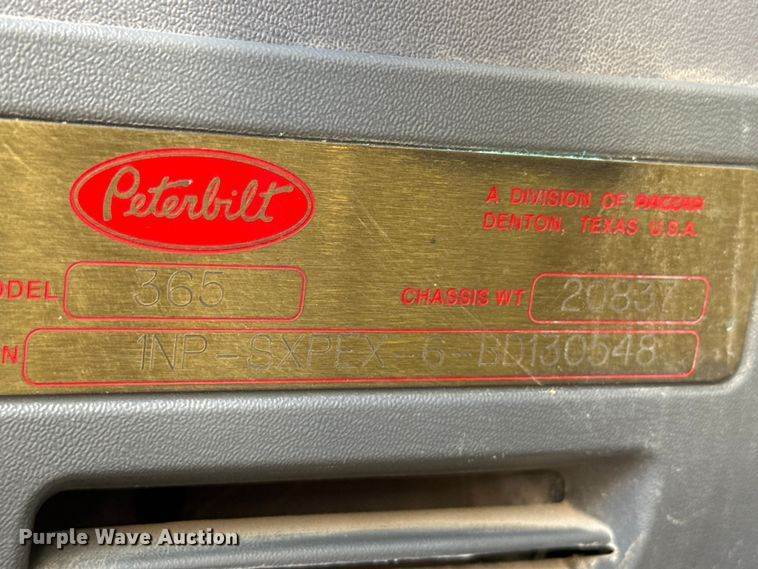 Peterbilt
A DIVISION OF PACCAR
DENTON, TEXAS U.S.A.
ODEL 365
CHASSIS WT 20837
N 1NP-SXPEX-6-BD130548
Purple Wave Auction